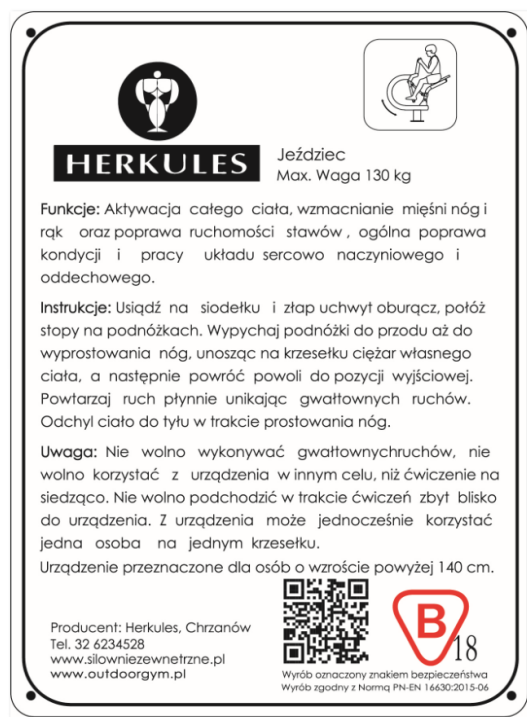 HERKULES
Jeździec
Max. Waga 130 kg
Funkcje: Aktywacja całego ciała, wzmacnianie mięśni nóg i
rąk oraz poprawa ruchomości stawów , ogólna poprawa
kondycji i pracy układu sercowo naczyniowego i
oddechowego.
Instrukcje: Usiądź na siodełku i złap uchwyt oburącz, połóż
stopy na podnóżkach. Wypychaj podnóżki do przodu aż do
wyprostowania nóg, unosząc na krzesełku ciężar własnego
ciała, a następnie powróć powoli do pozycji wyjściowej.
Powtarzaj ruch płynnie unikając gwałtownych ruchów.
Odchyl ciało do tyłu w trakcie prostowania nóg.
Uwaga: Nie wolno wykonywać gwałtownychruchów, nie
wolno korzystać z urządzenia w innym celu, niż ćwiczenie na
siedząco. Nie wolno podchodzić w trakcie ćwiczeń zbyt blisko
do urządzenia. Z urządzenia może jednocześnie korzystać
jedna osoba na jednym krzesełku.
Urządzenie przeznaczone dla osób o wzroście powyżej 140 cm.
Producent: Herkules, Chrzanów
Tel. 32 6234528
www.silowniezewnetrzne.pl
www.outdoorgym.pl
B
18
Wyrób oznaczony znakiem bezpieczeństwa
Wyrób zgodny z Normą PN-EN 16630:2015-06